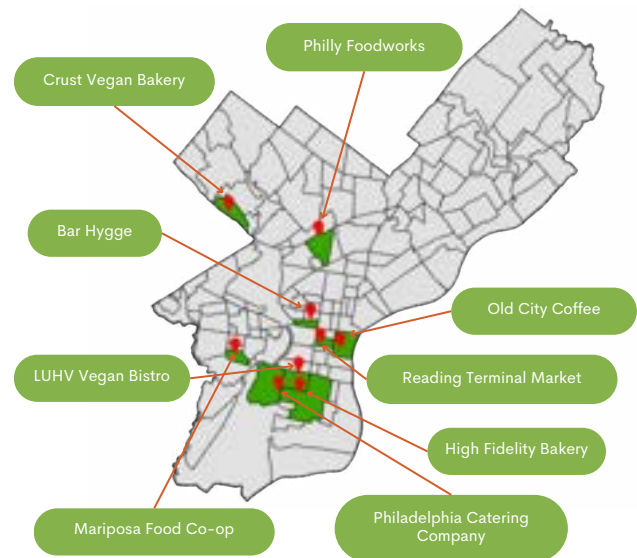 Philly Foodworks
Crust Vegan Bakery
Bar Hygge
Old City Coffee
LUHV Vegan Bistro
Reading Terminal Market
High Fidelity Bakery
Mariposa Food Co-op
Philadelphia Catering
Company